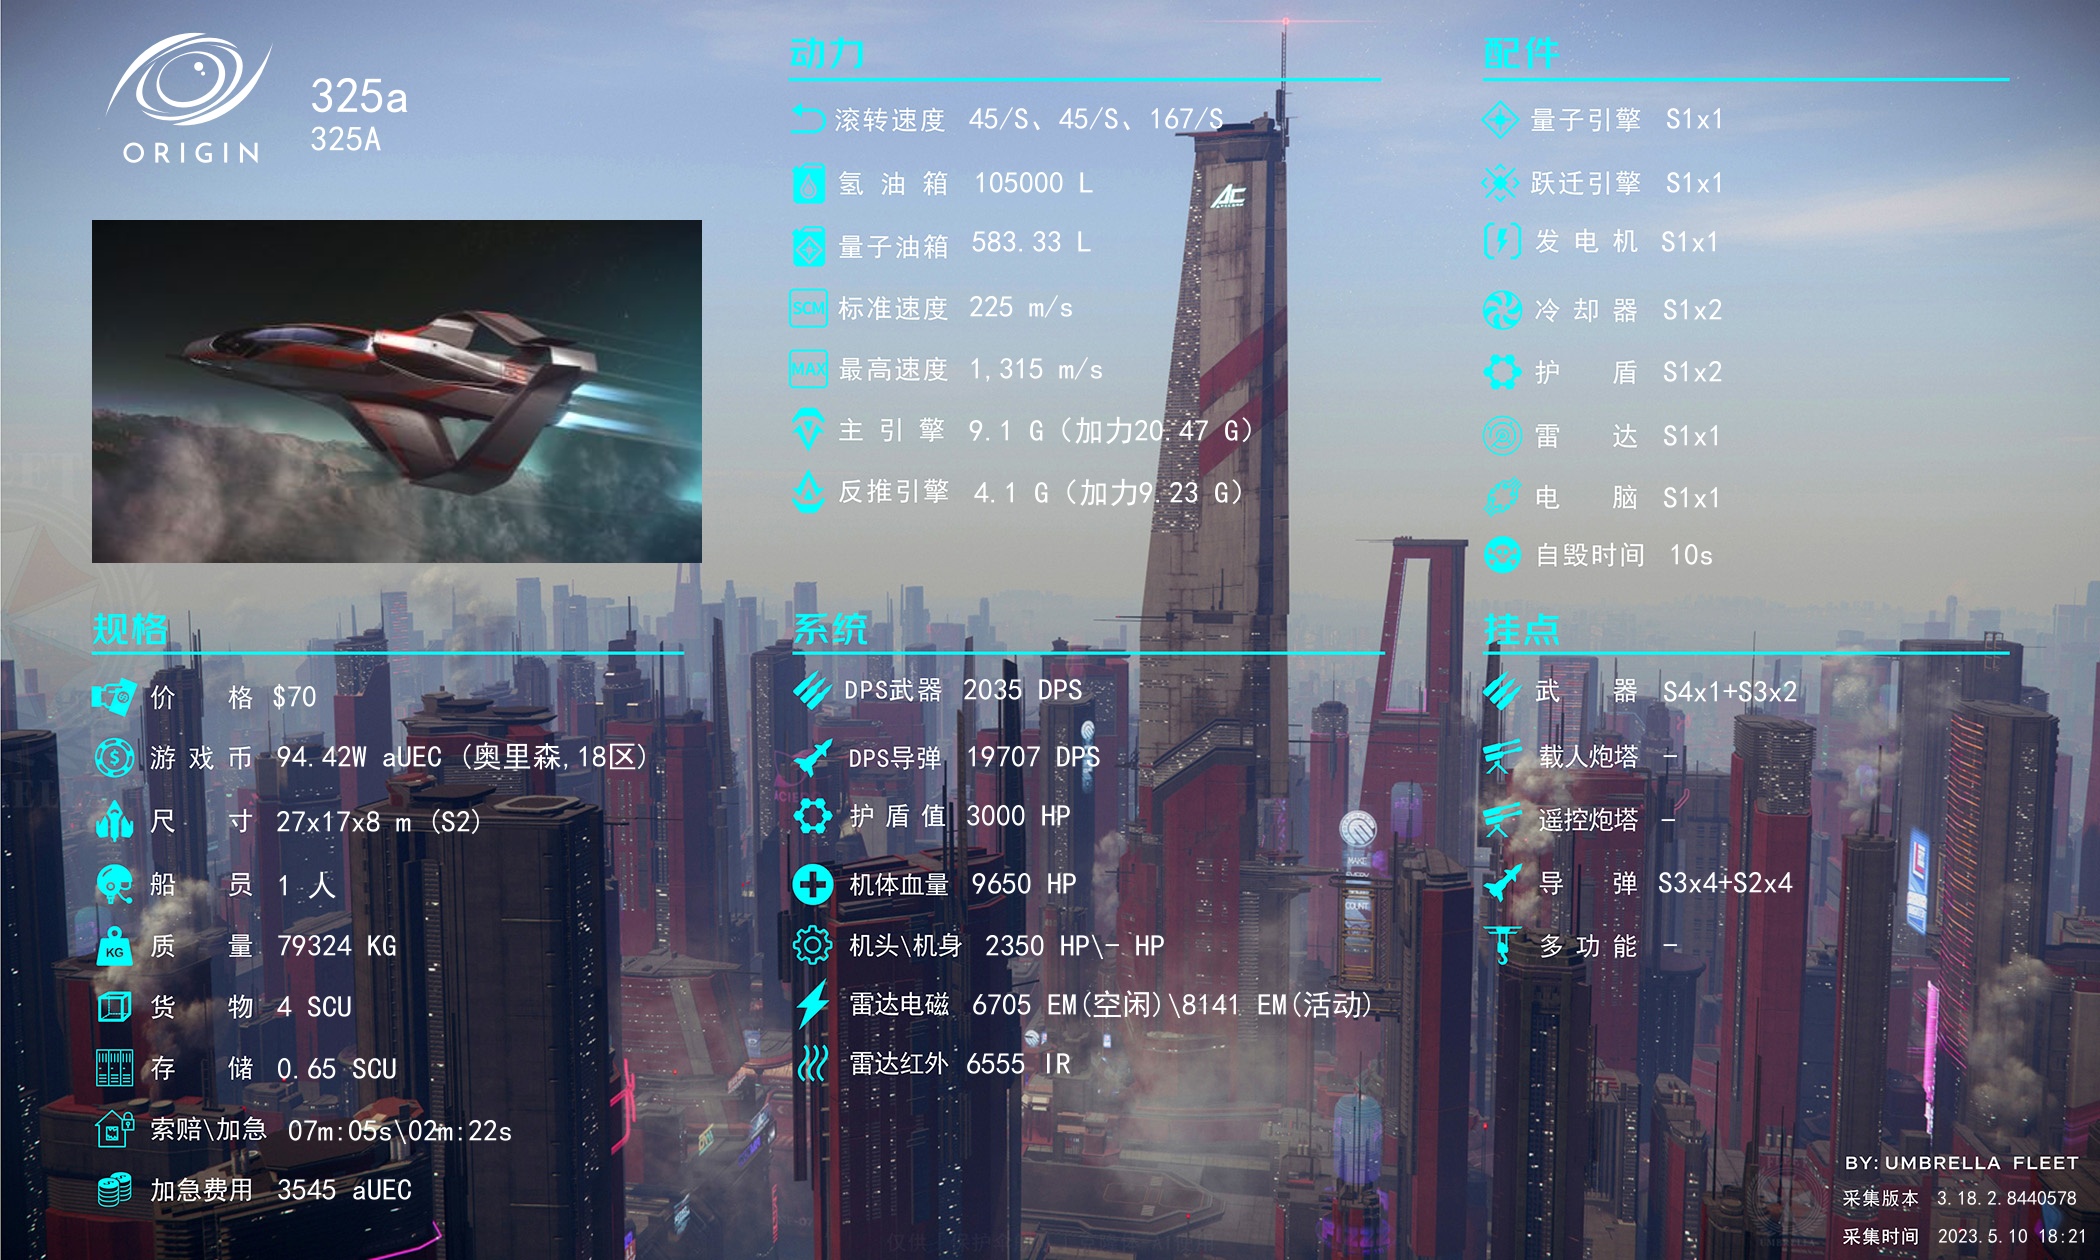 ORIGIN
325a
325A
动力
滚转速度 45/S、45/S、167/S
氢油箱 105000 L
量子油箱 583.33 L
SCM 标准速度 225 m/s
MAX 最高速度 1,315 m/s
主引擎 9.1 G（加力20.47 G）
反推引擎 4.1 G（加力9.23 G）
配件
量子引擎 S1x1
跃迁引擎 S1x1
发电机 S1x1
冷却器 S1x2
护盾 S1x2
雷达 S1x1
电脑 S1x1
自毁时间 10s
规格
价格 $70
游戏币 94.42W aUEC (奥里森,18区)
尺寸 27x17x8 m (S2)
船员 1 人
KG 质量 79324 KG
货物 4 SCU
存储 0.65 SCU
索赔\加急 07m:05s\02m:22s
加急费用 3545 aUEC
系统
DPS武器 2035 DPS
DPS导弹 19707 DPS
护盾值 3000 HP
机体血量 9650 HP
机头\机身 2350 HP\- HP
雷达电磁 6705 EM(空闲)\8141 EM(活动)
雷达红外 6555 IR
挂点
武器 S4x1+S3x2
载人炮塔 -
遥控炮塔 -
导弹 S3x4+S2x4
多功能 -
AC
MAKE
EVERY
COUNT
BY: UMBRELLA FLEET
采集版本 3.18.2.8440578
采集时间 2023.5.10 18:21